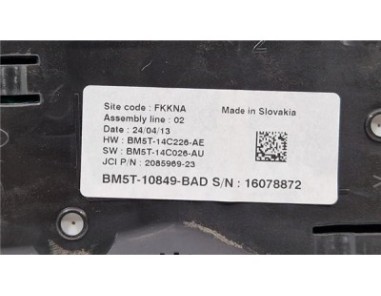 Site code : FKKNA
Made in Slovakia
Assembly line : 02
Date : 24/04/13
HW : BM5T-14C226-AE
SW : BM5T-14C026-AU
JCI P/N : 2085969-23
BM5T-10849-BAD S/N : 16078872